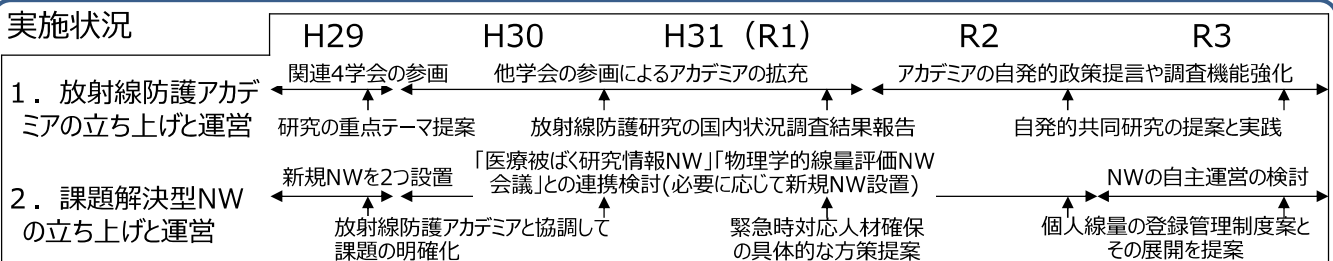 実施状況
H29 H30 H31（R1） R2 R3
1．放射線防護アカデ
ミアの立ち上げと運営
関連4学会の参画
他学会の参画によるアカデミアの拡充
アカデミアの自発的政策提言や調査機能強化
研究の重点テーマ提案
放射線防護研究の国内状況調査結果報告
自発的共同研究の提案と実践
2．課題解決型NW
の立ち上げと運営
新規NWを2つ設置
「医療被ばく研究情報NW」「物理学的線量評価NW
会議」との連携検討(必要に応じて新規NW設置)
NWの自主運営の検討
放射線防護アカデミアと協調して
課題の明確化
緊急時対応人材確保
の具体的な方策提案
個人線量の登録管理制度案と
その展開を提案